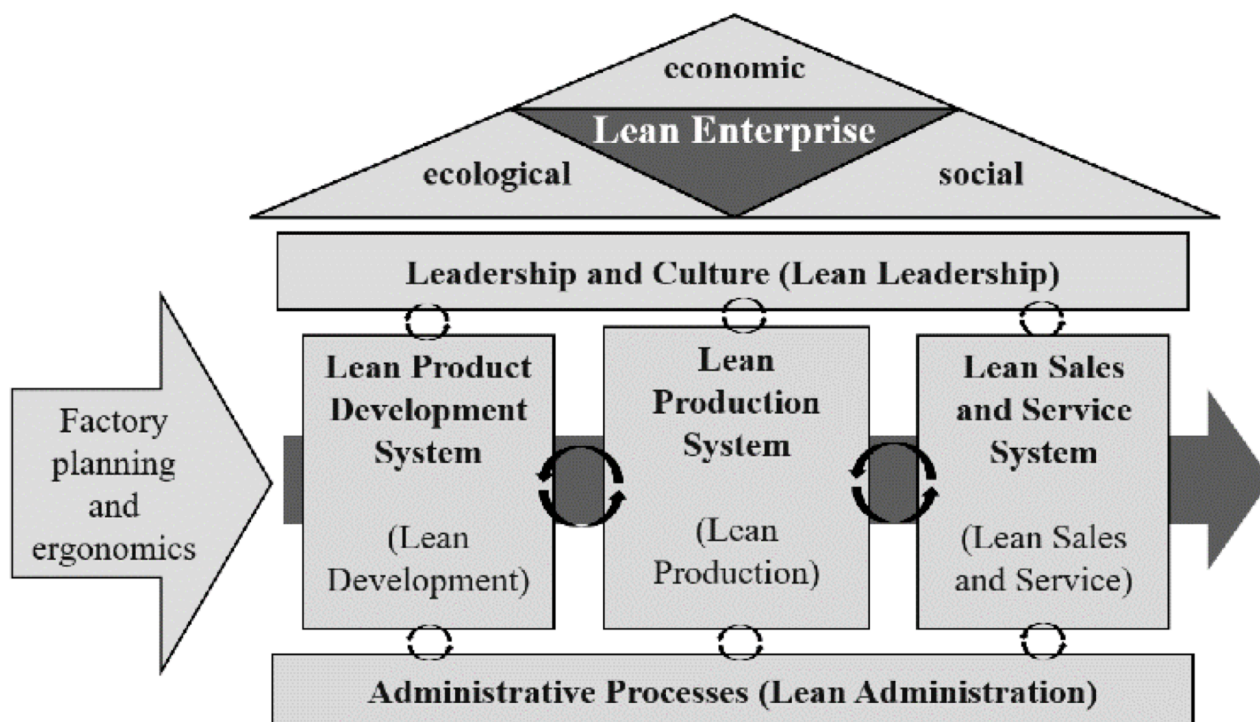 economic
Lean Enterprise
ecological
social
Leadership and Culture (Lean Leadership)
Factory
planning
and
ergonomics
Lean Product
Development
System
(Lean
Development)
Lean
Production
System
(Lean
Production)
Lean Sales
and Service
System
(Lean Sales
and Service)
Administrative Processes (Lean Administration)